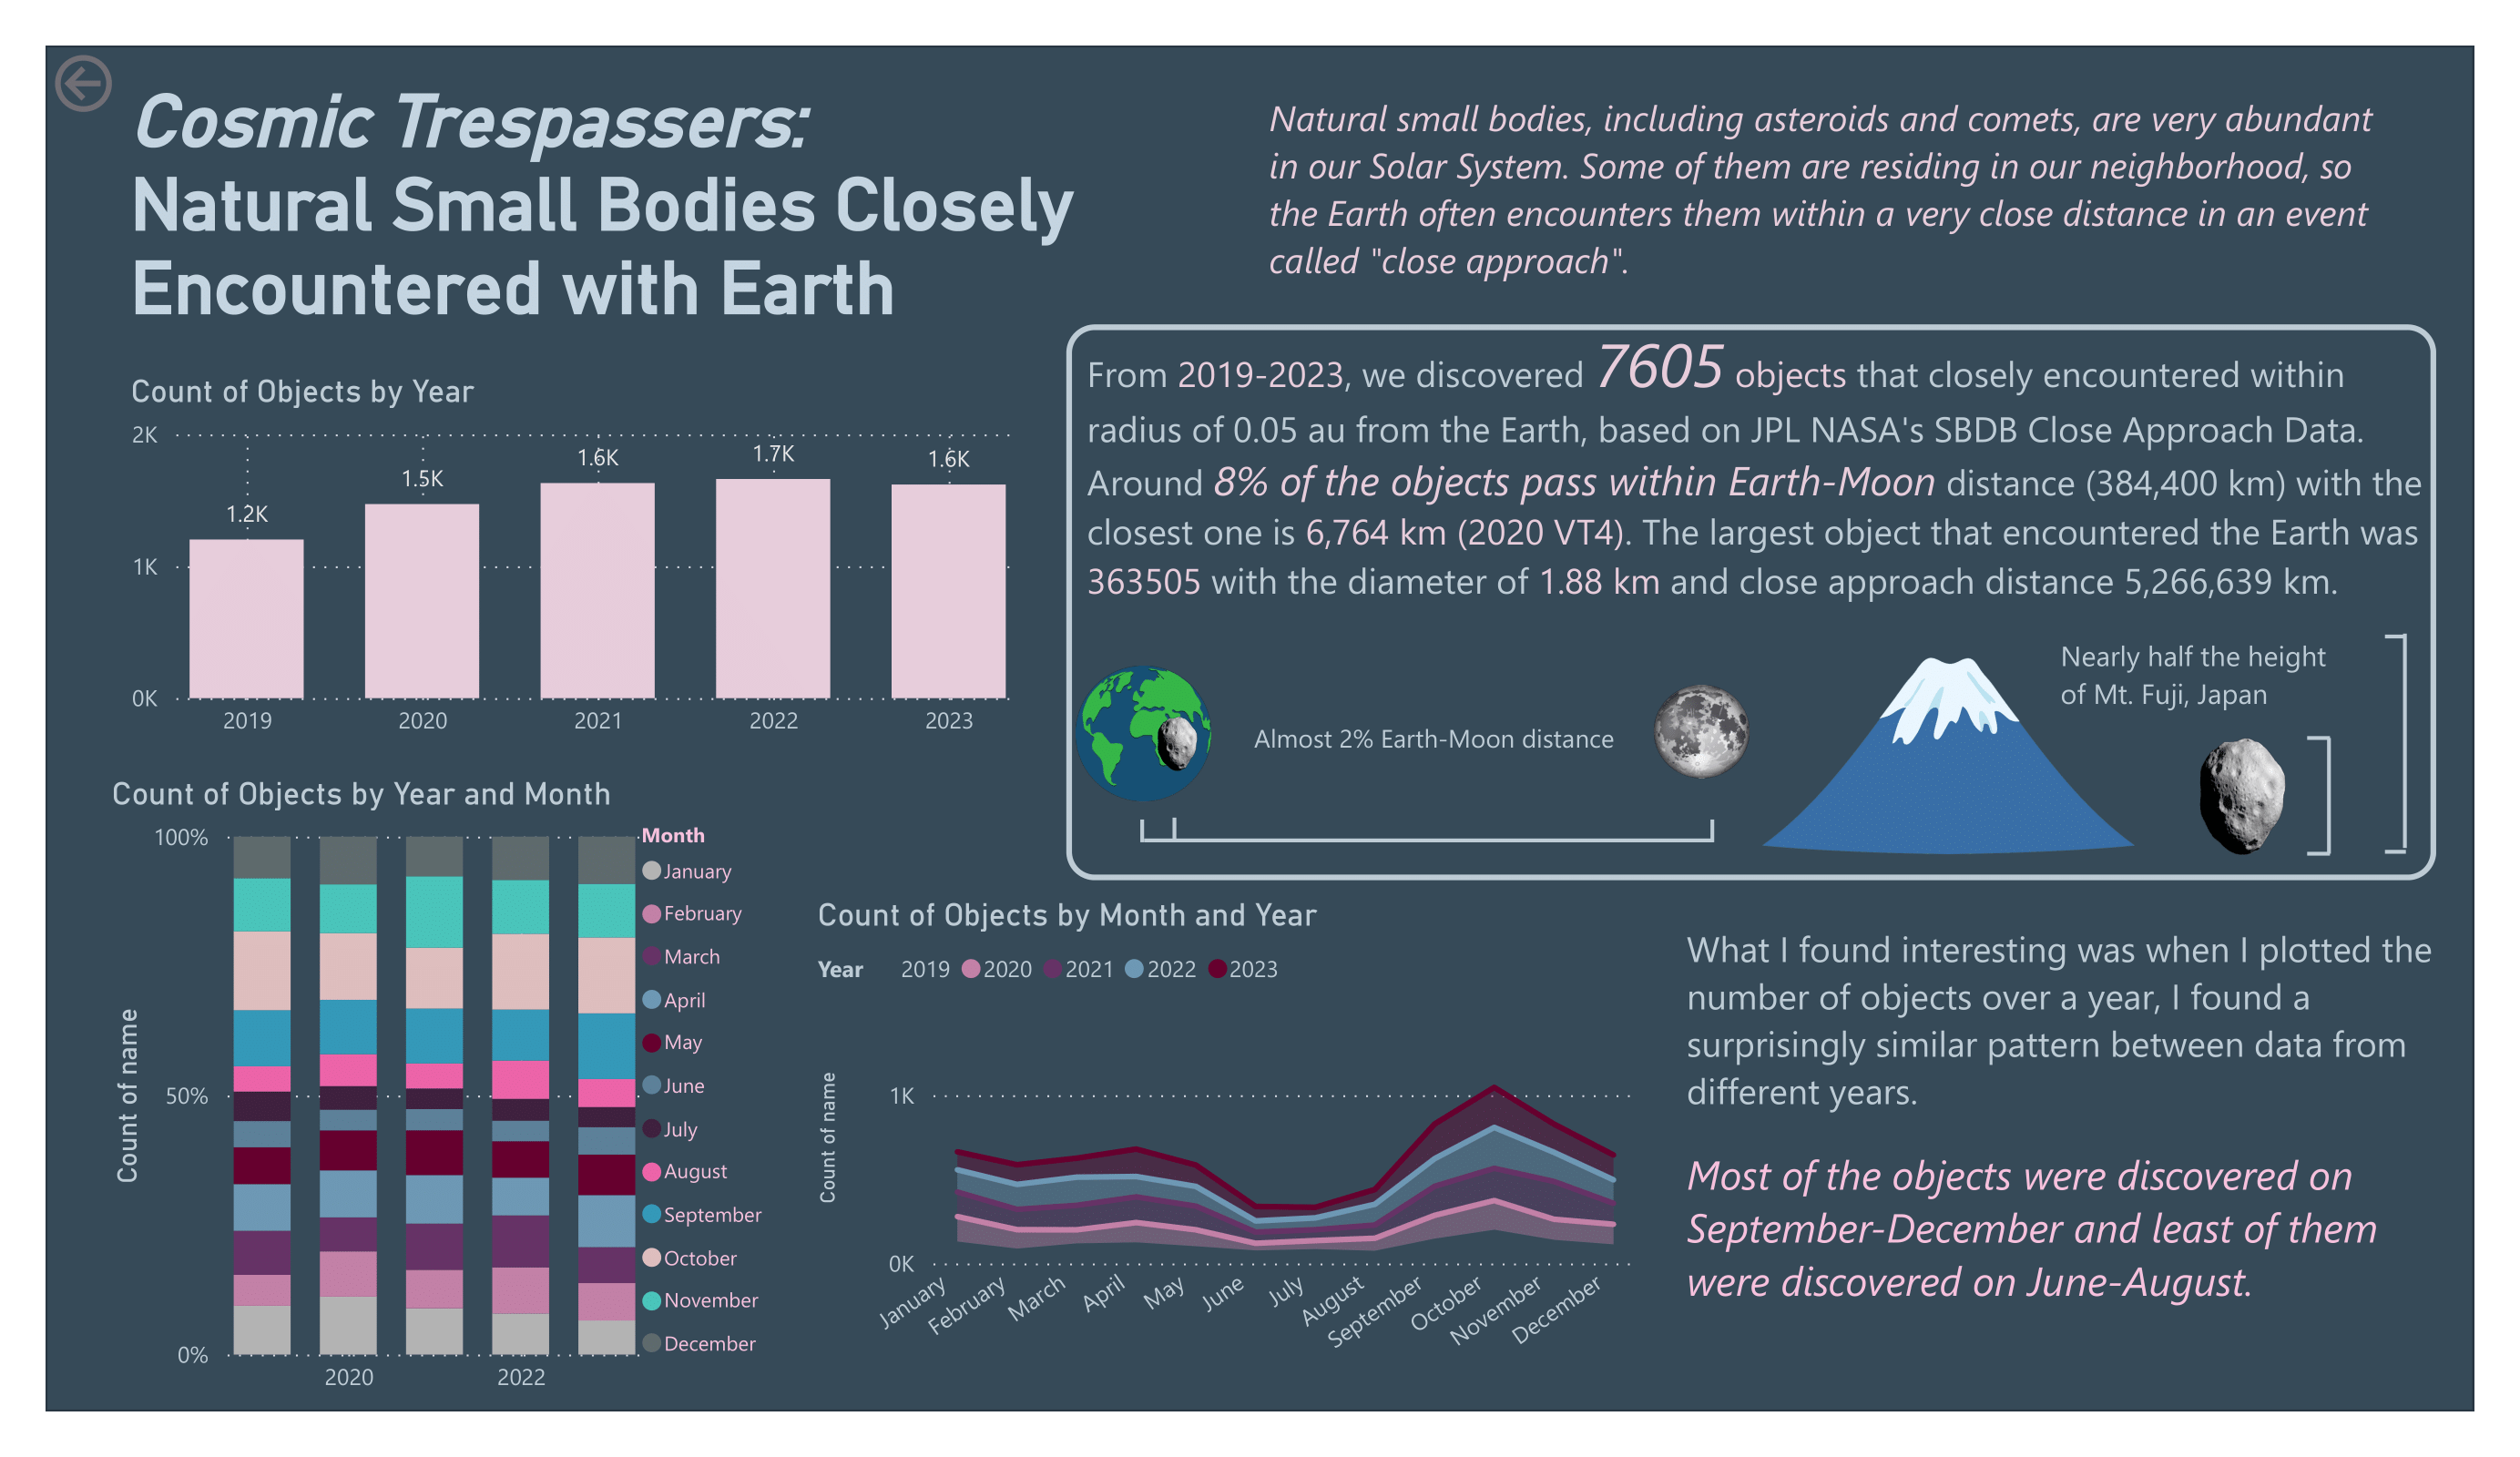 Cosmic Trespassers:
Natural Small Bodies Closely
Encountered with Earth
Natural small bodies, including asteroids and comets, are very abundant
in our Solar System. Some of them are residing in our neighborhood, so
the Earth often encounters them within a very close distance in an event
called "close approach".
Count of Objects by Year
2K
1K
0K
1.2K
1.5K
1.6K
1.7K
1.6K
2019
2020
2021
2022
2023
From 2019-2023, we discovered 7605 objects that closely encountered within
radius of 0.05 au from the Earth, based on JPL NASA's SBDB Close Approach Data.
Around 8% of the objects pass within Earth-Moon distance (384,400 km) with the
closest one is 6,764 km (2020 VT4). The largest object that encountered the Earth was
363505 with the diameter of 1.88 km and close approach distance 5,266,639 km.
Almost 2% Earth-Moon distance
Nearly half the height
of Mt. Fuji, Japan
Count of Objects by Year and Month
Count of name
100%
50%
0%
2020
2022
Month
January
February
March
April
May
June
July
August
September
October
November
December
Count of Objects by Month and Year
Year 2019 2020 2021 2022 2023
Count of name
1K
0K
January
February
March
April
May
June
July
August
September
October
November
December
What I found interesting was when I plotted the
number of objects over a year, I found a
surprisingly similar pattern between data from
different years.
Most of the objects were discovered on
September-December and least of them
were discovered on June-August.